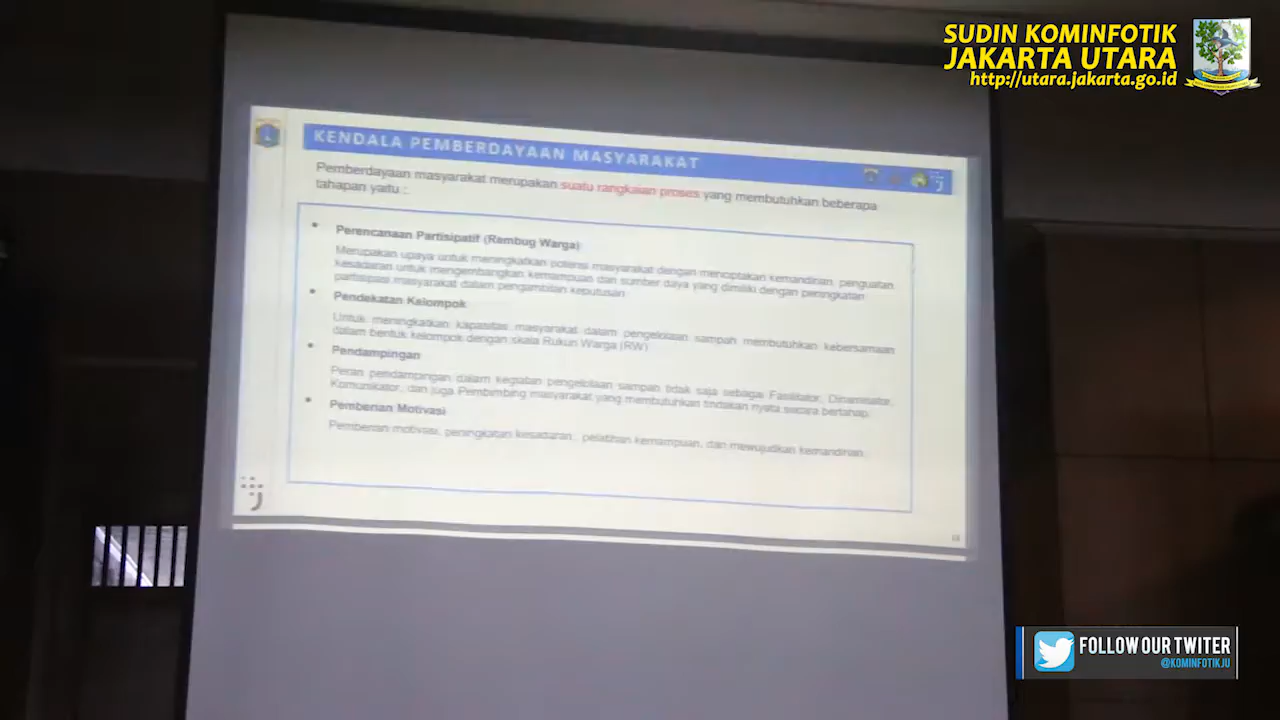 SUDIN KOMINFOTIK
JAKARTA UTARA
http://utara.jakarta.go.id
KENDALA PEMBERDAYAAN MASYARAKAT
Pemberdayaan masyarakat merupakan suatu rangkaian proses yang membutuhkan beberapa
tahapan yaitu :.
• Perencanaan Partisipatif (Rembug Warga)
Merupakan upaya untuk meningkatkan potensi masyarakat dengan menciptakan kemandirian, penguatan
kesadaran untuk mengembangkan kemampuan dan sumber daya yang dimiliki dengan peningkatan
partisipasi masyarakat dalam pengambilan keputusan.
• Pendekatan Kelompok
Untuk meningkatkan kapasitas masyarakat dalam pengelolaan sampah membutuhkan kebersamaan
dalam bentuk kelompok dengan skala Rukun Warga (RW)
• Pendampingan
Peran pendampingan dalam kegiatan pengelolaan sampah tidak saja sebagai Fasilitator, Dinaminator,
Komunikator, dan juga Pembimbing masyarakat yang membutuhkan tindakan nyata secara bertahap.
• Pemberian Motivasi
Pemberian motivasi, peningkatan kesadaran, pelatihan kemampuan, dan mewujudkan kemandirian.
FOLLOW OUR TWITER
@KOMINFOTIKJU